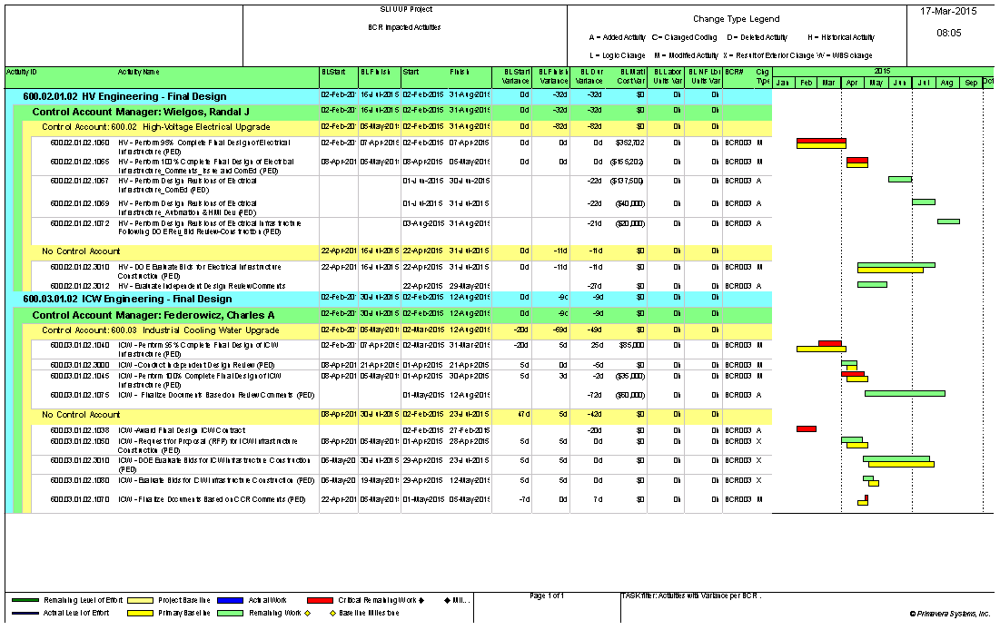 SLI UUP Project
BCR Impacted Activities
Change Type Legend
A = Added Activity C = Changed Coding D = Deleted Activity H = Historical Activity
L = Logic Change M = Modified Activity X = Result of Exterior Change W = WBS change
17-Mar-2015
08:05
Activity ID Activity Name BL Start BL Finish Start Finish BL Start Variance BL Finish Variance BL Dur Variance BL Matl Cost Var BL Labor Units Var BL NF Lbr Units Var BCR# Chg Type 2015
Jan Feb Mar Apr May Jun Jul Aug Sep Oct
600.02.01.02 HV Engineering - Final Design 02-Feb-20 16-Jul-2015 02-Feb-2015 31-Aug-201 0d -32d -32d $0 0h 0h
Control Account Manager: Wielgos, Randal J 02-Feb-20 16-Jul-2015 02-Feb-2015 31-Aug-201 0d -32d -32d $0 0h 0h
Control Account: 600.02 High-Voltage Electrical Upgrade 02-Feb-20 05-May-201 02-Feb-2015 31-Aug-201 0d -82d -82d $0 0h 0h
600.02.01.02.1060 HV - Perform 95% Complete Final Design of Electrical Infrastructure (PED) 02-Feb-201 07-Apr-2015 02-Feb-2015 07-Apr-2015 0d 0d 0d $352,702 0h 0h BCR003 M
600.02.01.02.1065 HV - Perform 100% Complete Final Design of Electrical Infrastructure_Comments_Issue and ComEd (PED) 08-Apr-201 05-May-201 08-Apr-2015 05-May-2015 0d 0d 0d ($155,202) 0h 0h BCR003 M
600.02.01.02.1067 HV - Perform Design Revisions of Electrical Infrastructure_ComEd (PED) 01-Jun-2015 30-Jun-2015 -22d ($137,500) 0h 0h BCR003 A
600.02.01.02.1069 HV - Perform Design Revisions of Electrical Infrastructure_Automation & HMI Dev (PED) 01-Jul-2015 31-Jul-2015 -22d ($40,000) 0h 0h BCR003 A
600.02.01.02.1072 HV - Perform Design Revisions of Electrical Infrastructure Following DOE Rev_Bid Review-Construction (PED) 03-Aug-2015 31-Aug-2015 -21d ($20,000) 0h 0h BCR003 A
No Control Account 22-Apr-201 16-Jul-2015 22-Apr-2015 31-Jul-2015 0d -11d -11d $0 0h 0h
600.02.01.02.3010 HV - DOE Evaluate Bids for Electrical Infrastructure Construction (PED) 22-Apr-201 16-Jul-2015 22-Apr-2015 31-Jul-2015 0d -11d -11d $0 0h 0h BCR003 M
600.02.01.02.3012 HV - Evaluate Independent Design Review Comments 22-Apr-2015 29-May-2015 -27d $0 0h 0h BCR003 A
600.03.01.02 ICW Engineering - Final Design 02-Feb-20 30-Jul-2015 02-Feb-2015 12-Aug-201 0d -9d -9d $0 0h 0h
Control Account Manager: Federowicz, Charles A 02-Feb-20 30-Jul-2015 02-Feb-2015 12-Aug-201 0d -9d -9d $0 0h 0h
Control Account: 600.03 Industrial Cooling Water Upgrade 02-Feb-20 05-May-201 02-Mar-2015 12-Aug-201 -20d -69d -49d $0 0h 0h
600.03.01.02.1040 ICW - Perform 95% Complete Final Design of ICW Infrastructure (PED) 02-Feb-201 07-Apr-2015 02-Mar-2015 31-Mar-2015 -20d 5d 25d $85,000 0h 0h BCR003 M
600.03.01.02.3000 ICW - Conduct Independent Design Review (PED) 08-Apr-201 21-Apr-2015 01-Apr-2015 21-Apr-2015 5d 0d -5d $0 0h 0h BCR003 M
600.03.01.02.1045 ICW - Perform 100% Complete Final Design of ICW Infrastructure (PED) 08-Apr-201 05-May-201 01-Apr-2015 30-Apr-2015 5d 3d -2d ($35,000) 0h 0h BCR003 M
600.03.01.02.1075 ICW - Finalize Documents Based on Review Comments (PED) 01-May-2015 12-Aug-2015 -72d ($60,000) 0h 0h BCR003 A
No Control Account 08-Apr-201 30-Jul-2015 02-Feb-2015 23-Jul-2015 47d 5d -42d $0 0h 0h
600.03.01.02.1038 ICW - Award Final Design ICW Contract 02-Feb-2015 27-Feb-2015 -20d $0 0h 0h BCR003 A
600.03.01.02.1050 ICW - Request for Proposal (RFP) for ICW Infrastructure Construction (PED) 08-Apr-201 05-May-201 01-Apr-2015 28-Apr-2015 5d 5d 0d $0 0h 0h BCR003 X
600.03.01.02.3010 ICW - DOE Evaluate Bids for ICW Infrastructure Construction (PED) 06-May-20 30-Jul-2015 29-Apr-2015 23-Jul-2015 5d 5d 0d $0 0h 0h BCR003 X
600.03.01.02.1080 ICW - Evaluate Bids for ICW Infrastructure Construction (PED) 06-May-20 19-May-201 29-Apr-2015 12-May-2015 5d 5d 0d $0 0h 0h BCR003 X
600.03.01.02.1070 ICW - Finalize Documents Based on CCR Comments (PED) 22-Apr-201 05-May-201 01-May-2015 05-May-2015 -7d 0d 7d $0 0h 0h BCR003 M
Remaining Level of Effort Project Baseline Actual Work Critical Remaining Work Mil...
Actual Level of Effort Primary Baseline Remaining Work Baseline Milestone
Page 1 of 1
TASK filter: Activities with Variance per BCR.
© Primavera Systems, Inc.